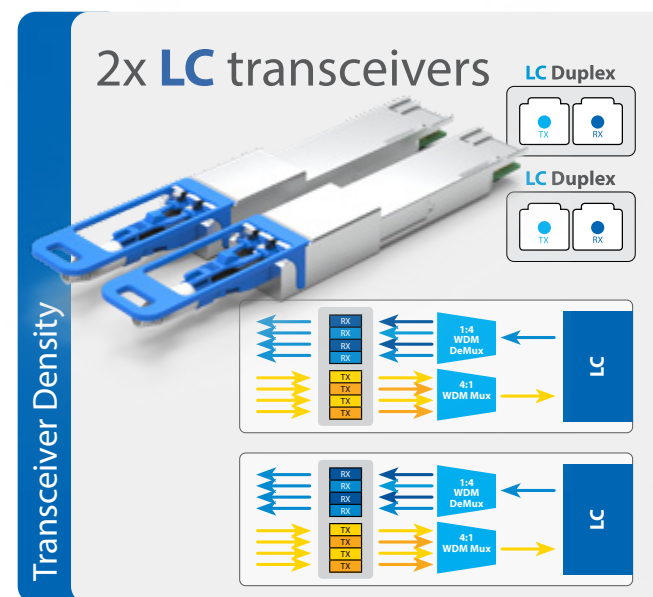 2x LC transceivers
LC Duplex
TX
RX
LC Duplex
TX
RX
Transceiver Density
RX
RX
RX
RX
1:4
WDM
DeMux
TX
TX
TX
TX
4:1
WDM Mux
LC
RX
RX
RX
RX
1:4
WDM
DeMux
TX
TX
TX
TX
4:1
WDM Mux
LC